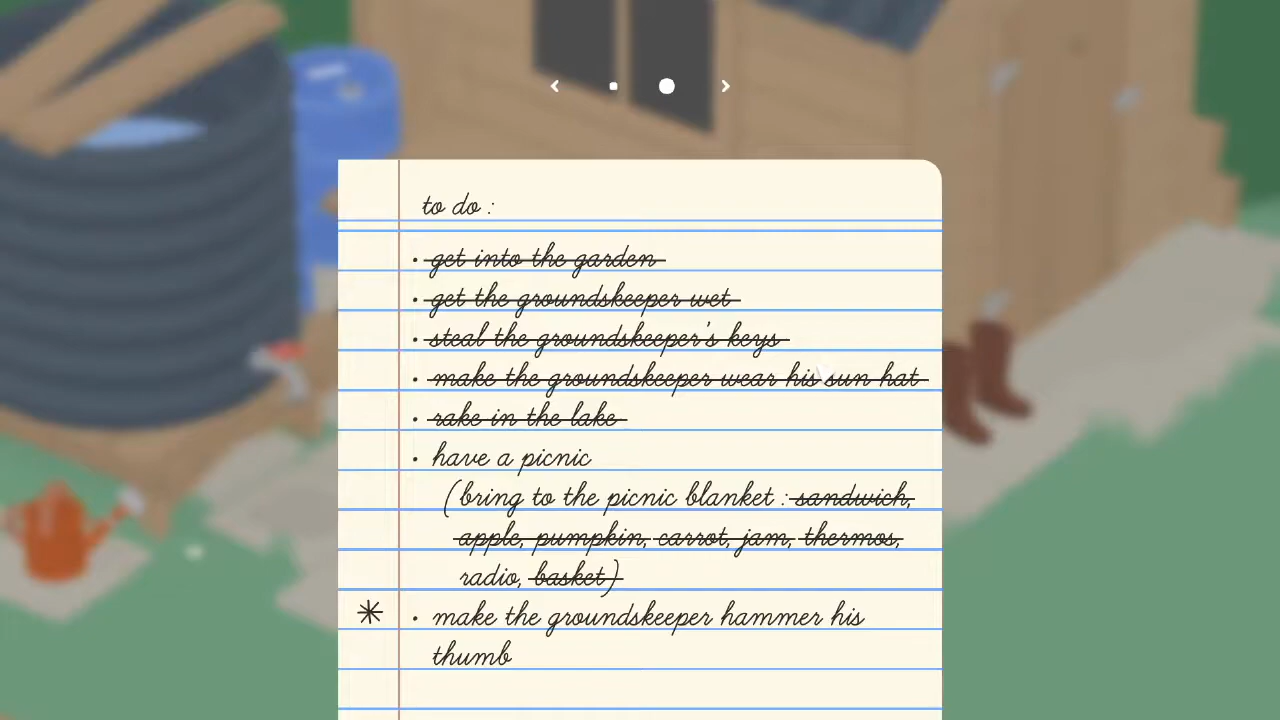 to do :
• get into the garden
• get the groundskeeper wet
• steal the groundskeeper's keys
• make the groundskeeper wear his sun hat
• rake in the lake
• have a picnic
(bring to the picnic blanket : sandwich,
apple, pumpkin, carrot, jam, thermos,
radio, basket)
• make the groundskeeper hammer his
thumb